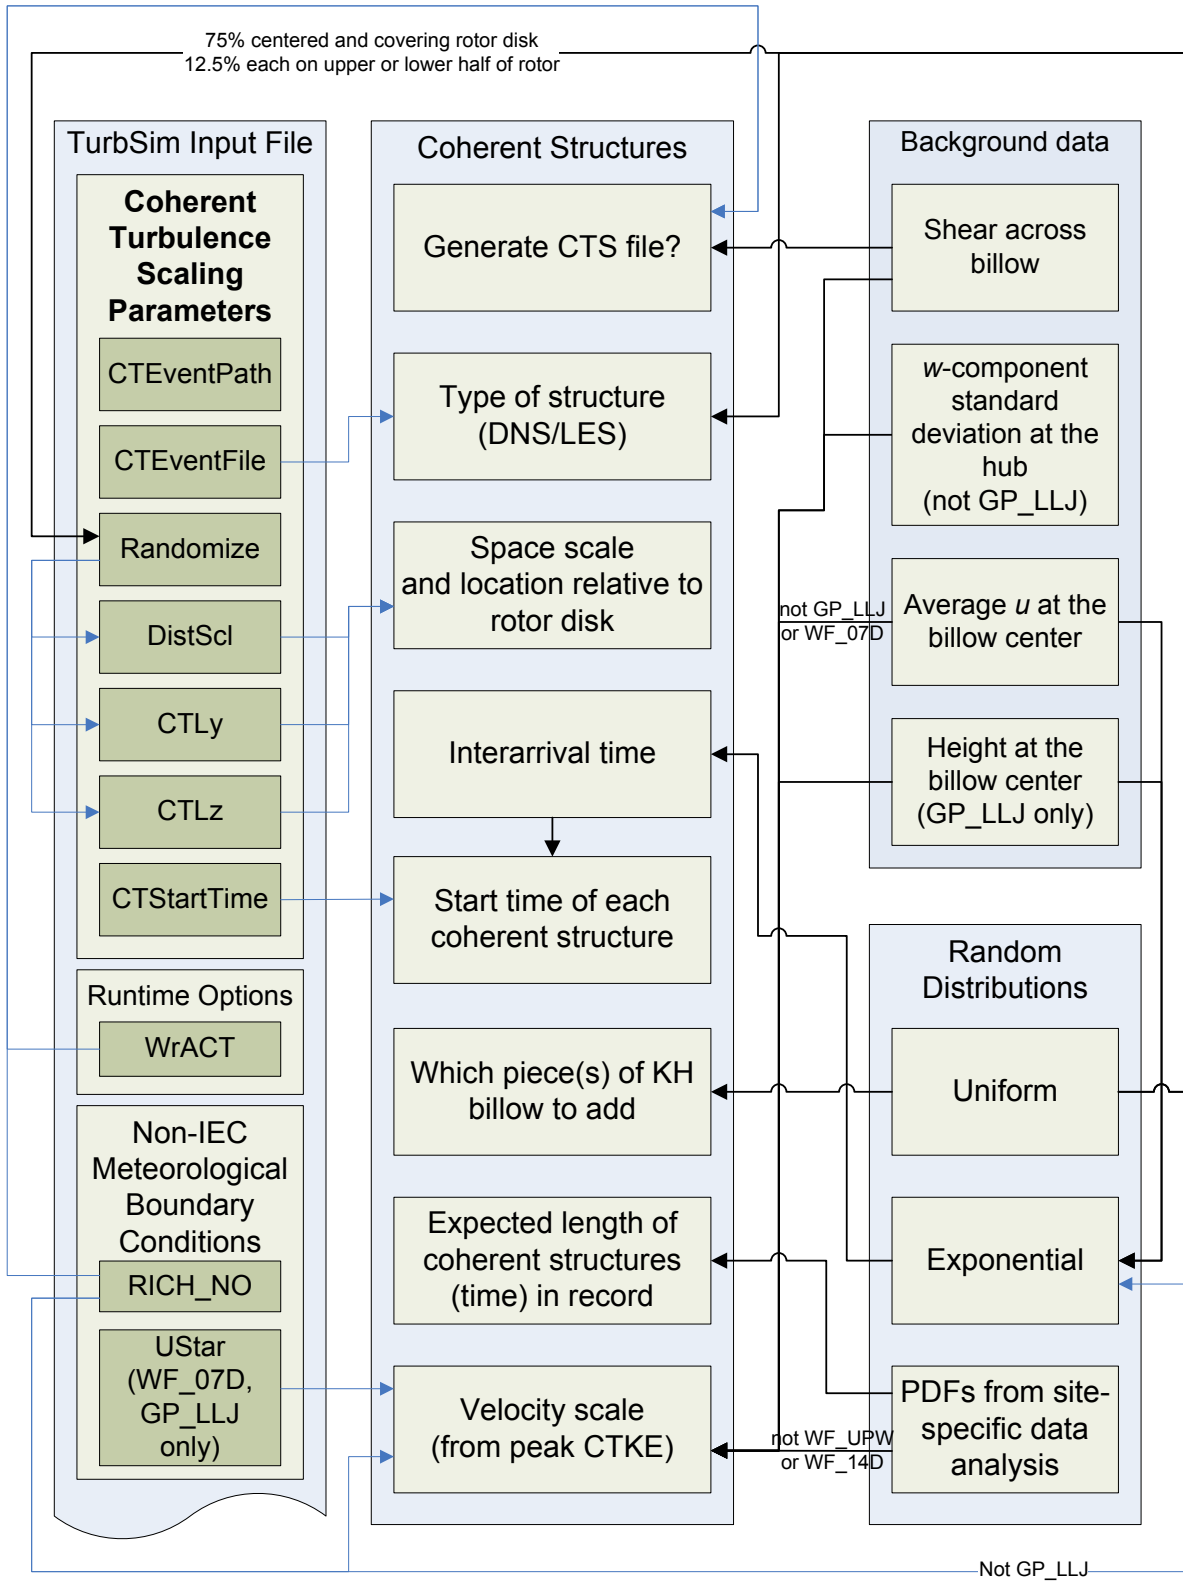 75% centered and covering rotor disk
12.5% each on upper or lower half of rotor
TurbSim Input File
Coherent
Turbulence
Scaling
Parameters
CTEventPath
CTEventFile
Randomize
DistScl
CTLy
CTLz
CTStartTime
Runtime Options
WrACT
Non-IEC
Meteorological
Boundary
Conditions
RICH_NO
UStar
(WF_07D,
GP_LLJ
only)
Coherent Structures
Generate CTS file?
Type of structure
(DNS/LES)
Space scale
and location relative to
rotor disk
Interarrival time
Start time of each
coherent structure
Which piece(s) of KH
billow to add
Expected length of
coherent structures
(time) in record
Velocity scale
(from peak CTKE)
Background data
Shear across
billow
w-component
standard
deviation at the
hub
(not GP_LLJ)
not GP_LLJ
or WF_07D
Average u at the
billow center
Height at the
billow center
(GP_LLJ only)
Random
Distributions
Uniform
Exponential
PDFs from site-
specific data
analysis
not WF_UPW
or WF_14D
Not GP_LLJ